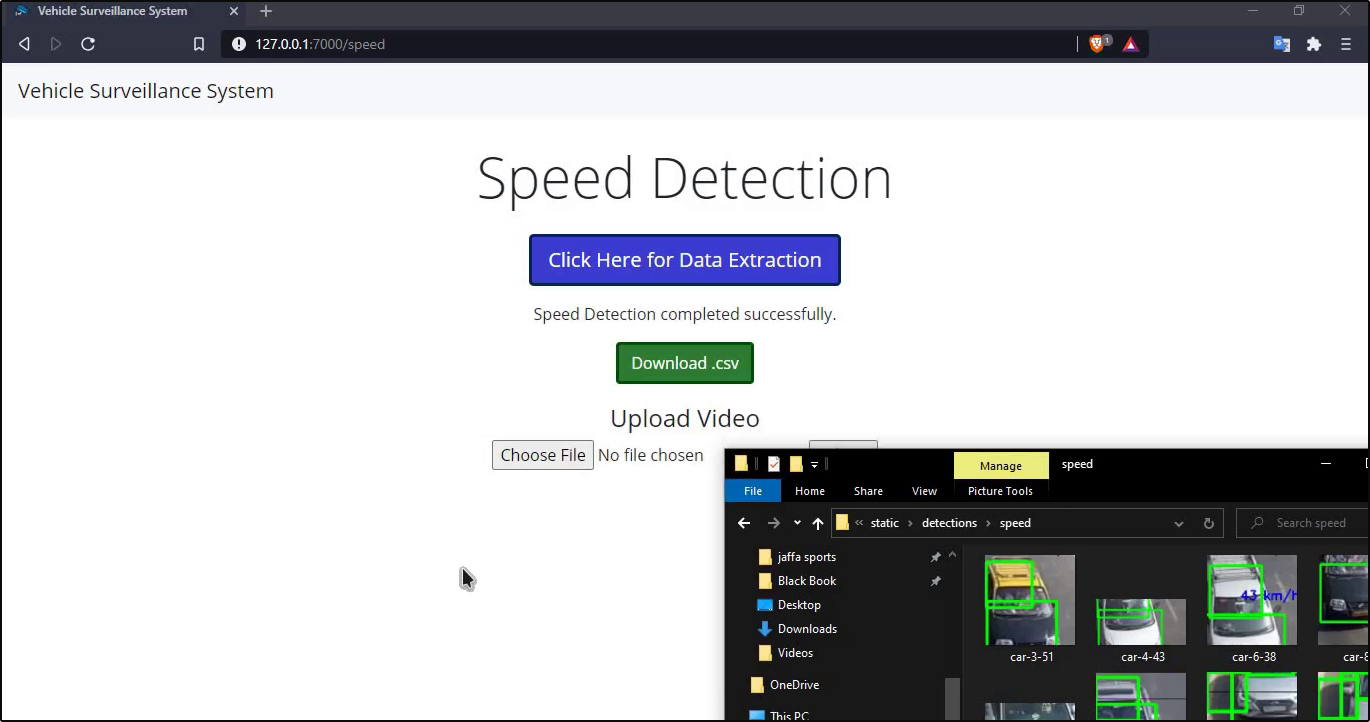 Vehicle Surveillance System
127.0.0.1:7000/speed
1
Vehicle Surveillance System
Speed Detection
Click Here for Data Extraction
Speed Detection completed successfully.
Download .csv
Upload Video
Choose File No file chosen
Manage speed
File Home Share View Picture Tools
« static › detections › speed Search speed
jaffa sports
Black Book
Desktop
Downloads
Videos
OneDrive
This PC
43 km/h
car-3-51 car-4-43 car-6-38